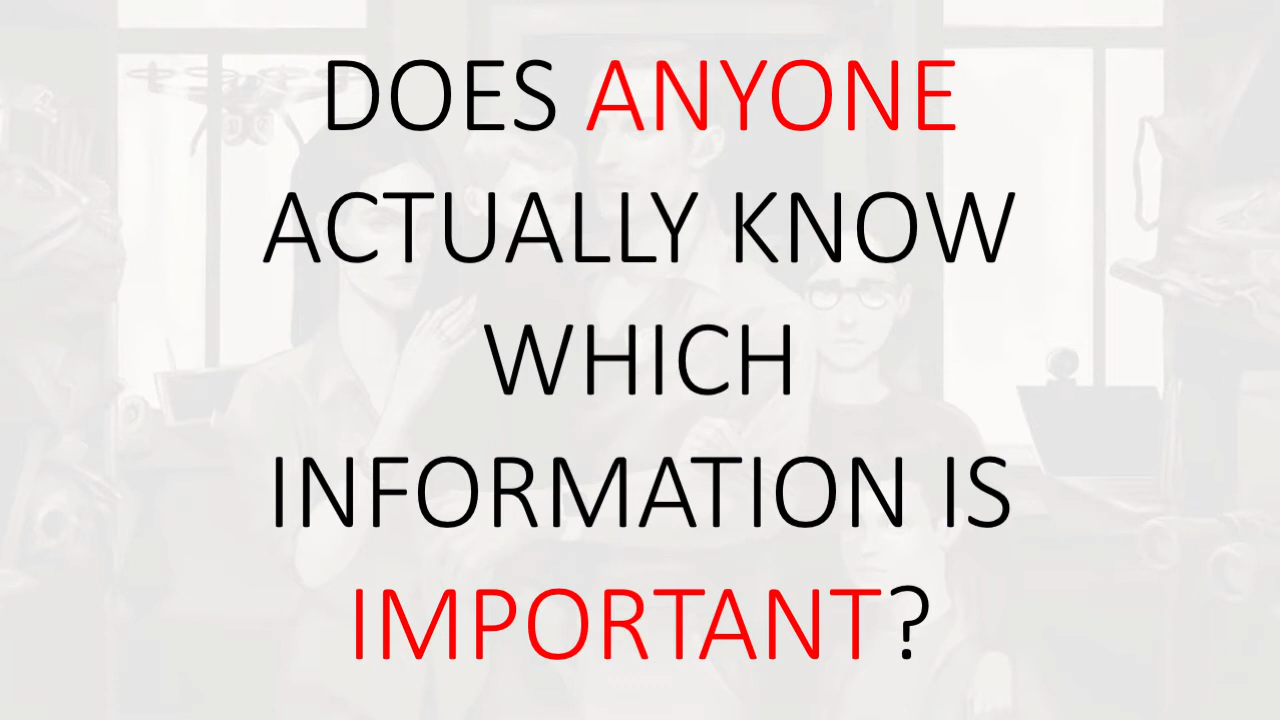 DOES ANYONE
ACTUALLY KNOW
WHICH
INFORMATION IS
IMPORTANT?